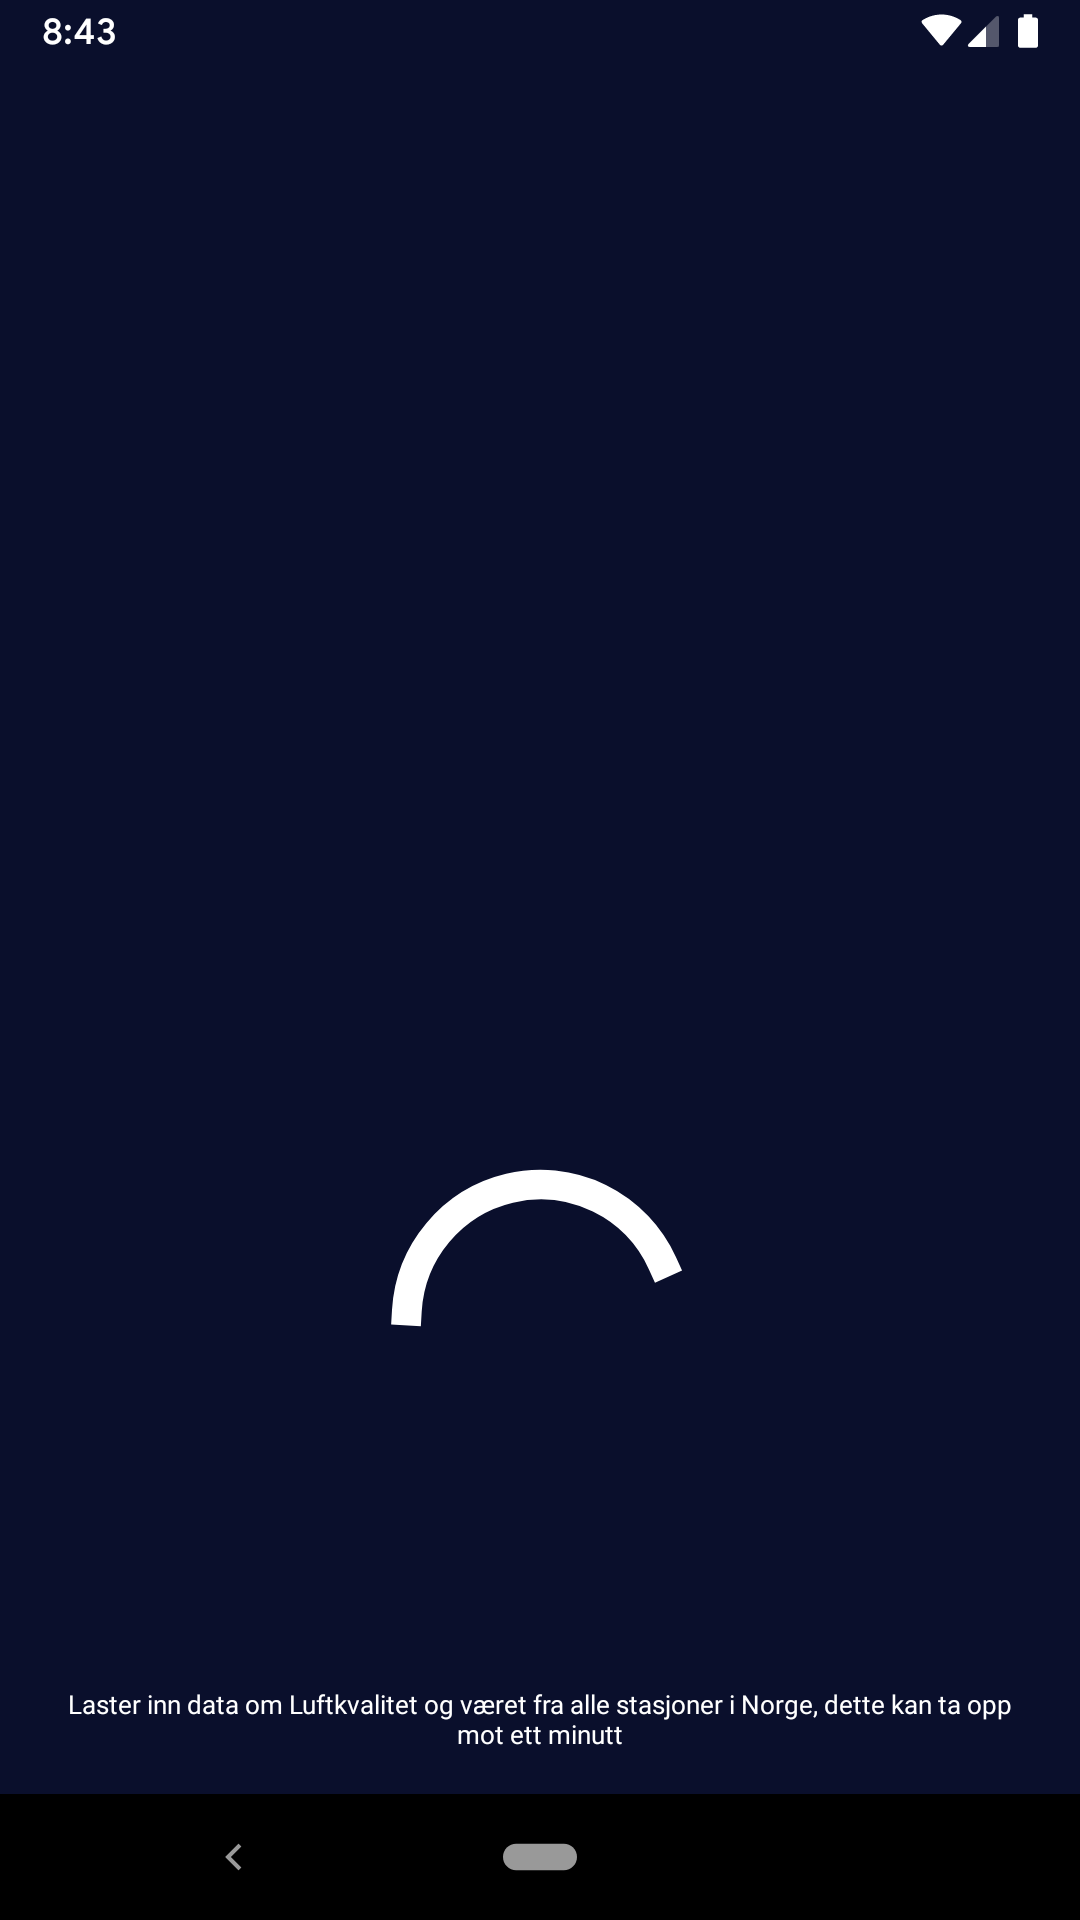 8:43
Laster inn data om Luftkvalitet og været fra alle stasjoner i Norge, dette kan ta opp
mot ett minutt